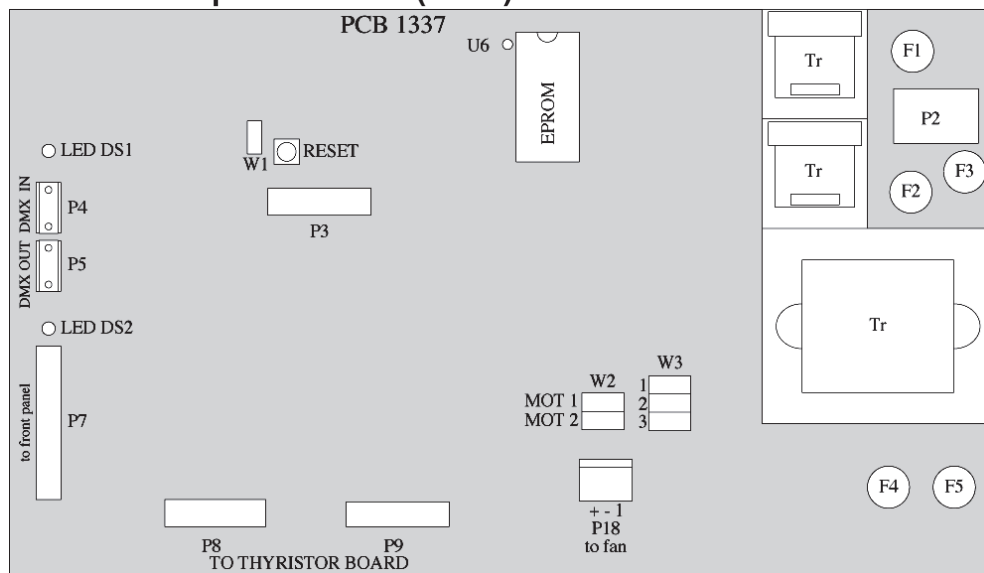 PCB 1337
U6
EPROM
Tr
F1
P2
F3
F2
Tr
Tr
LED DS1
W1
RESET
DMX IN
P4
P3
DMX OUT
P5
LED DS2
to front panel
P7
W3
W2
1
MOT 1
2
MOT 2
3
F4
F5
+ - 1
P18
to fan
P8
P9
TO THYRISTOR BOARD